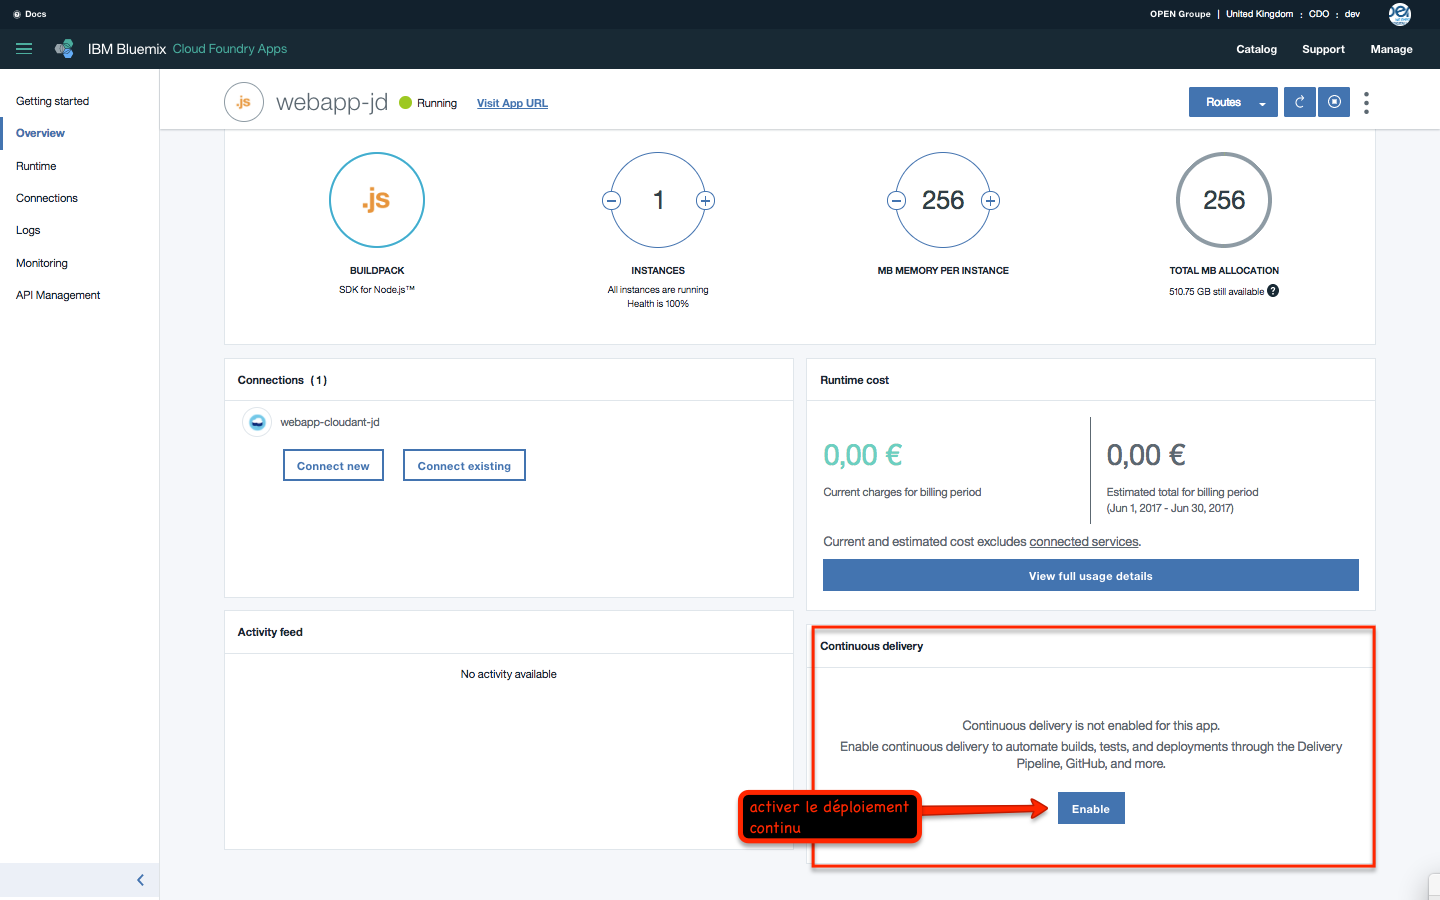 Docs
OPEN Groupe | United Kingdom : CDO : dev
IBM Bluemix Cloud Foundry Apps
Catalog Support Manage
Getting started
Overview
Runtime
Connections
Logs
Monitoring
API Management
.js webapp-jd Running Visit App URL
Routes
.js
BUILDPACK
SDK for Node.js™
1
INSTANCES
All instances are running
Health is 100%
256
MB MEMORY PER INSTANCE
256
TOTAL MB ALLOCATION
510.75 GB still available ?
Connections (1)
webapp-cloudant-jd
Connect new Connect existing
Runtime cost
0,00 €
Current charges for billing period
0,00 €
Estimated total for billing period
(Jun 1, 2017 - Jun 30, 2017)
Current and estimated cost excludes connected services.
View full usage details
Activity feed
No activity available
Continuous delivery
Continuous delivery is not enabled for this app.
Enable continuous delivery to automate builds, tests, and deployments through the Delivery
Pipeline, GitHub, and more.
activer le déploiement
continu
Enable